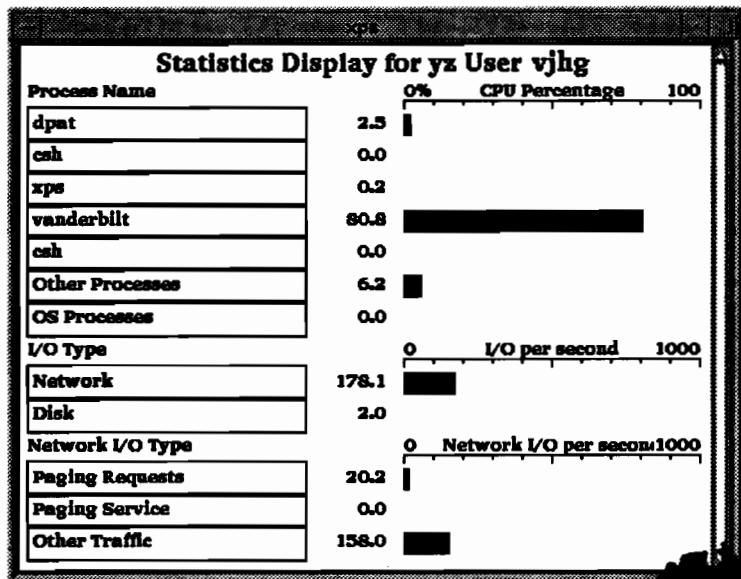 xps
Statistics Display for yz User vjhg
Process Name 0% CPU Percentage 100
dpat 2.5
csh 0.0
xps 0.2
vanderbilt 80.8
csh 0.0
Other Processes 6.2
OS Processes 0.0
I/O Type 0 I/O per second 1000
Network 178.1
Disk 2.0
Network I/O Type 0 Network I/O per secon 1000
Paging Requests 20.2
Paging Service 0.0
Other Traffic 158.0